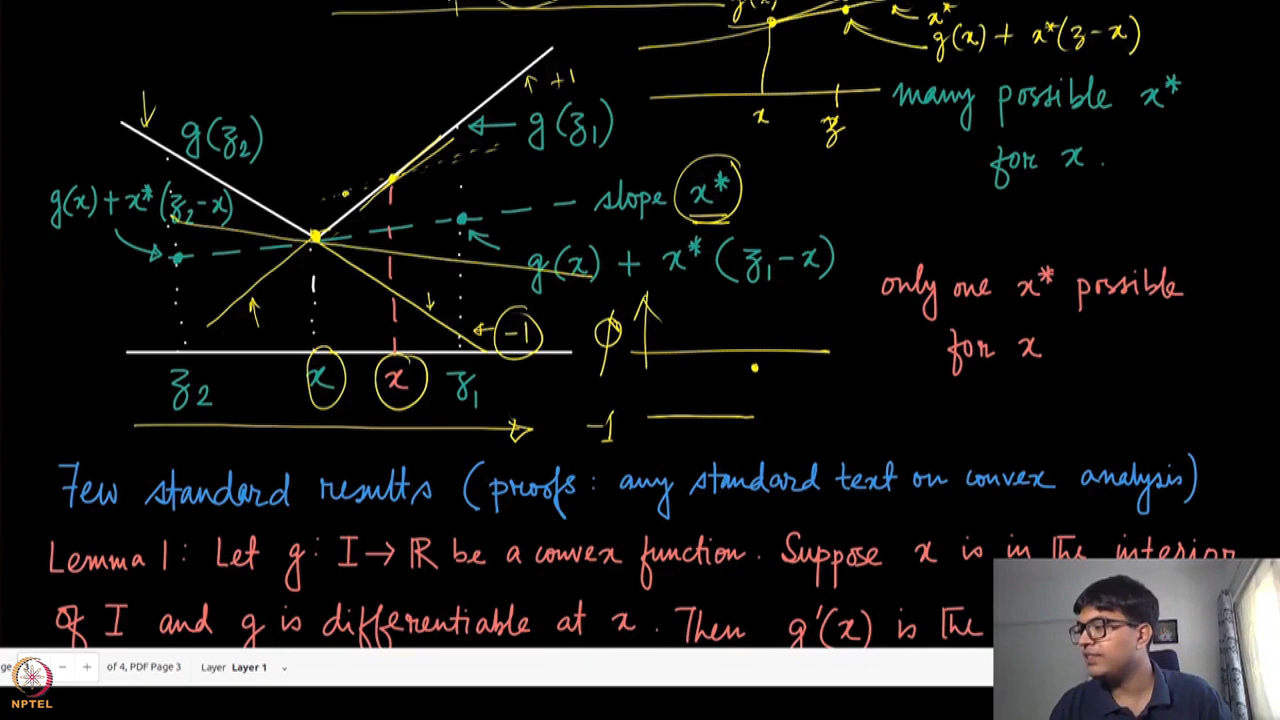 x*
g(x) + x*(z - x)
x
z
many possible x*
for x .
+1
g(z₂)
g(z₁)
g(x) + x*(z₂-x)
slope x*
g(x) + x* (z₁-x)
only one x* possible
for x
-1
ϕ
z₂
x
x
z₁
-1
Few standard results (proofs : any standard text on convex analysis)
Lemma 1 : Let g : I → ℝ be a convex function . Suppose x is in the interior
of I and g is differentiable at x . Then g'(x) is the
3
of 4, PDF Page 3
Layer Layer 1
NPTEL